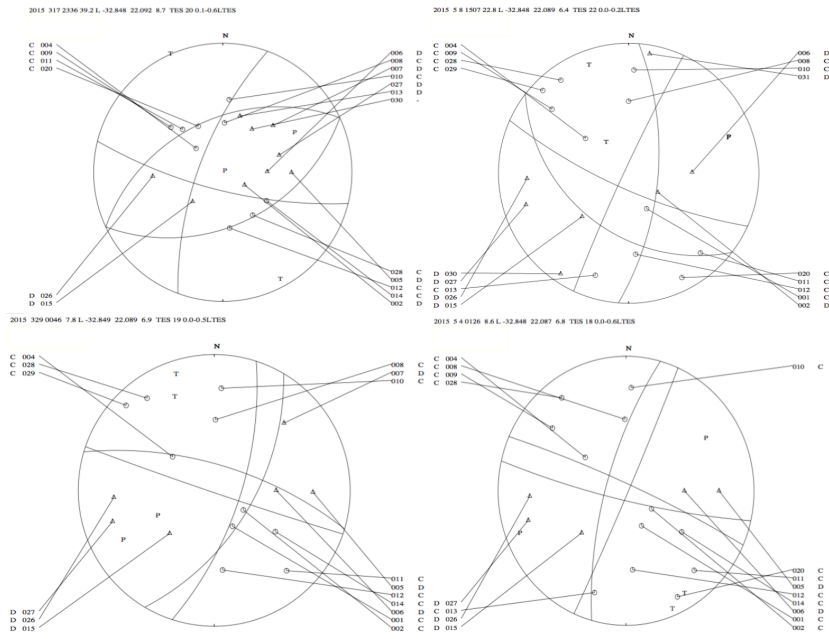 2015 317 2336 39.2 L -32.848 22.092 8.7 TES 20 0.1-0.6LTES
N
C 004
C 009
C 011
C 020
T
006 D
008 C
007 D
010 C
027 D
013 D
030 -
P
P
T
D 026
D 015
028 C
005 D
012 C
014 C
002 D
2015 5 8 1507 22.8 L -32.848 22.089 6.4 TES 22 0.0-0.2LTES
N
C 004
C 009
C 028
C 029
T
T
006 D
008 C
010 C
031 D
P
D 030
D 027
C 013
D 026
D 015
020 C
011 C
012 C
001 C
002 D
2015 329 0046 7.8 L -32.849 22.089 6.9 TES 19 0.0-0.5LTES
N
C 004
C 028
C 029
T
T
008 C
007 D
010 C
P
P
D 027
D 026
D 015
011 C
005 D
012 C
014 C
006 D
001 C
002 C
2015 5 4 0126 8.6 L -32.848 22.087 6.8 TES 18 0.0-0.6LTES
N
C 004
C 008
C 009
C 028
010 C
P
P
T
T
D 027
C 013
D 026
D 015
020 C
011 C
005 D
012 C
014 C
006 D
001 C
002 C